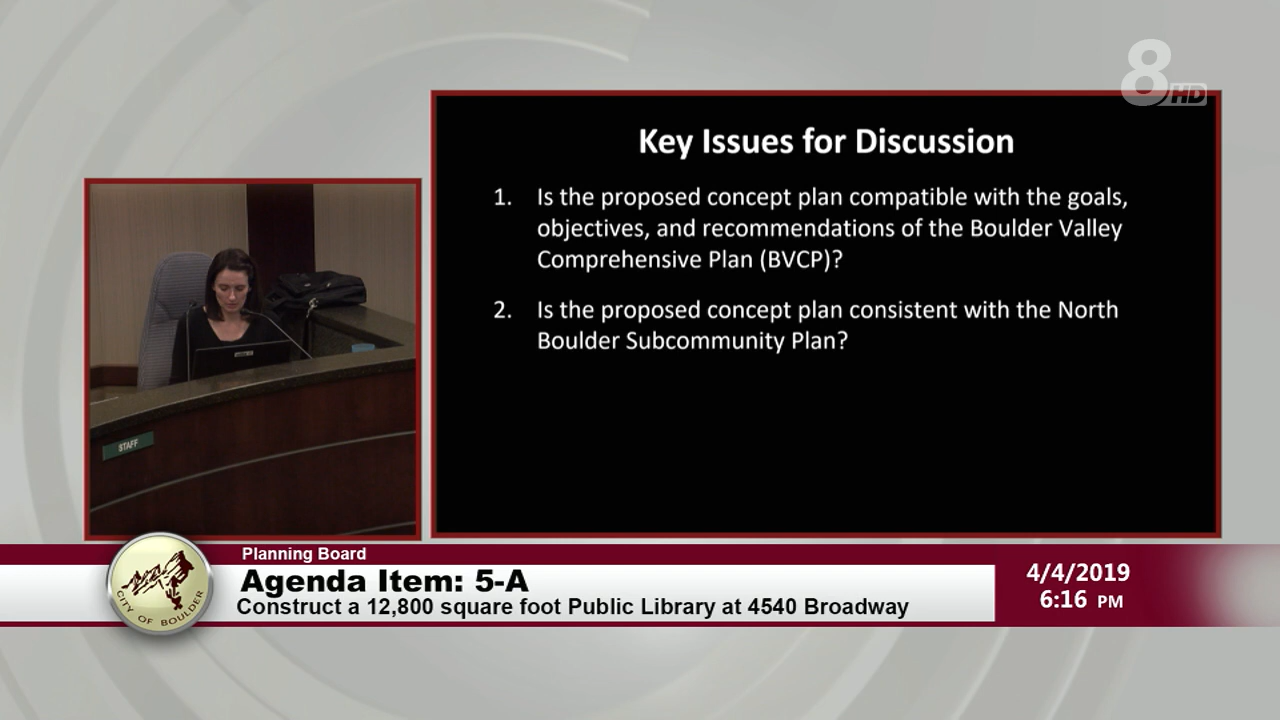 8
HD
Key Issues for Discussion
1. Is the proposed concept plan compatible with the goals,
objectives, and recommendations of the Boulder Valley
Comprehensive Plan (BVCP)?
2. Is the proposed concept plan consistent with the North
Boulder Subcommunity Plan?
STAFF
Planning Board
Agenda Item: 5-A
Construct a 12,800 square foot Public Library at 4540 Broadway
4/4/2019
6:16 PM
CITY OF BOULDER